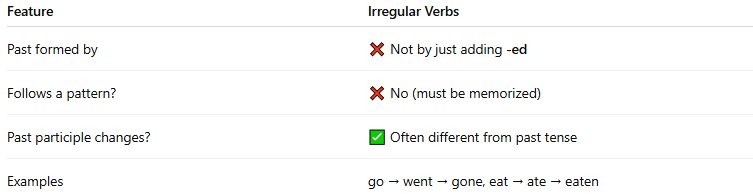 Feature Irregular Verbs
Past formed by ❌ Not by just adding -ed
Follows a pattern? ❌ No (must be memorized)
Past participle changes? ✅ Often different from past tense
Examples go → went → gone, eat → ate → eaten